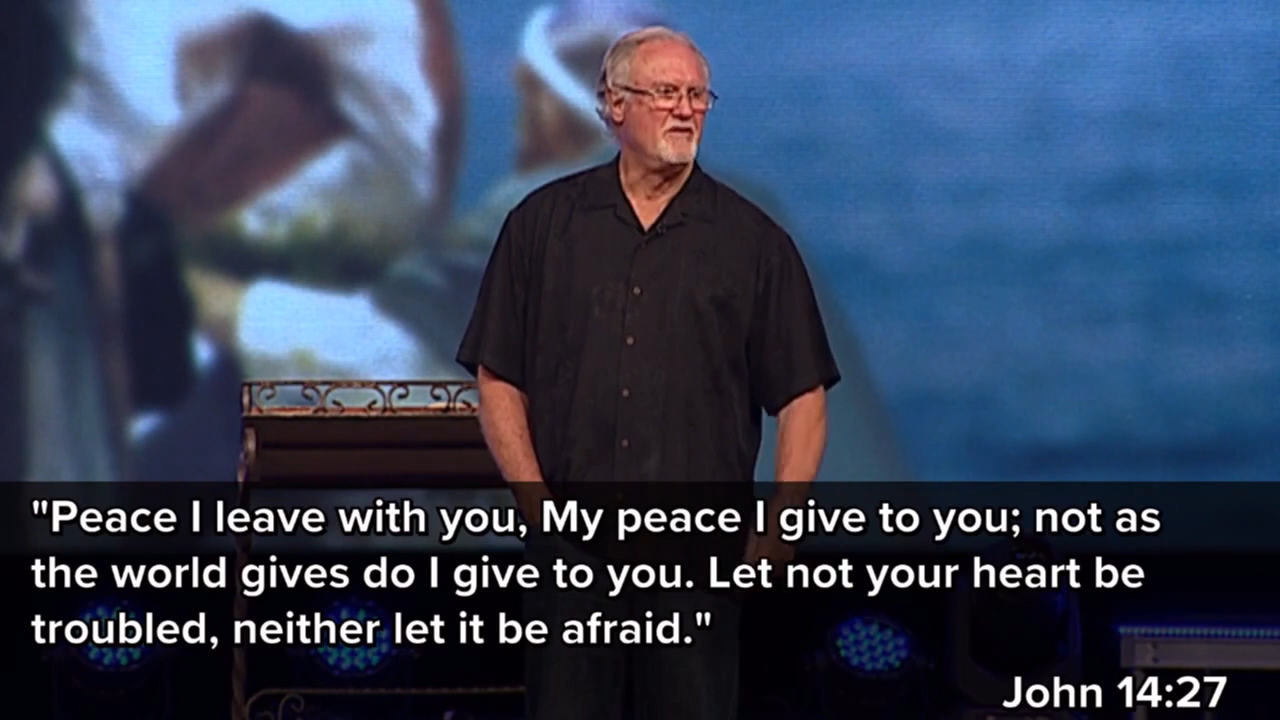 "Peace I leave with you, My peace I give to you; not as
the world gives do I give to you. Let not your heart be
troubled, neither let it be afraid."
John 14:27